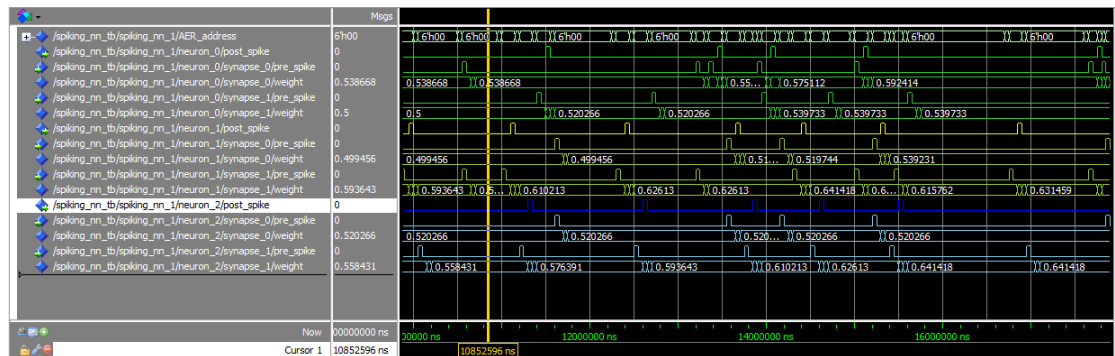 Msgs
/spiking_nn_tb/spiking_nn_1/AER_address 6'h00 6'h00 6'h00 6'h00 6'h00 6'h00
/spiking_nn_tb/spiking_nn_1/neuron_0/post_spike 0
/spiking_nn_tb/spiking_nn_1/neuron_0/synapse_0/pre_spike 0
/spiking_nn_tb/spiking_nn_1/neuron_0/synapse_0/weight 0.538668 0.538668 0.538668 0.55... 0.575112 0.592414
/spiking_nn_tb/spiking_nn_1/neuron_0/synapse_1/pre_spike 0
/spiking_nn_tb/spiking_nn_1/neuron_0/synapse_1/weight 0.5 0.5 0.520266 0.520266 0.539733 0.539733 0.539733
/spiking_nn_tb/spiking_nn_1/neuron_1/post_spike 0
/spiking_nn_tb/spiking_nn_1/neuron_1/synapse_0/pre_spike 0
/spiking_nn_tb/spiking_nn_1/neuron_1/synapse_0/weight 0.499456 0.499456 0.499456 0.51... 0.519744 0.539231
/spiking_nn_tb/spiking_nn_1/neuron_1/synapse_1/pre_spike 0
/spiking_nn_tb/spiking_nn_1/neuron_1/synapse_1/weight 0.593643 0.593643 0.610213 0.62613 0.62613 0.641418 0.6... 0.615762 0.631459
/spiking_nn_tb/spiking_nn_1/neuron_2/post_spike 0
/spiking_nn_tb/spiking_nn_1/neuron_2/synapse_0/pre_spike 0
/spiking_nn_tb/spiking_nn_1/neuron_2/synapse_0/weight 0.520266 0.520266 0.520266 0.520... 0.520266 0.520266
/spiking_nn_tb/spiking_nn_1/neuron_2/synapse_1/pre_spike 0
/spiking_nn_tb/spiking_nn_1/neuron_2/synapse_1/weight 0.558431 0.558431 0.576391 0.593643 0.610213 0.62613 0.641418 0.641418
Now 00000000 ns 00000 ns 12000000 ns 14000000 ns 16000000 ns
Cursor 1 10852596 ns 10852596 ns